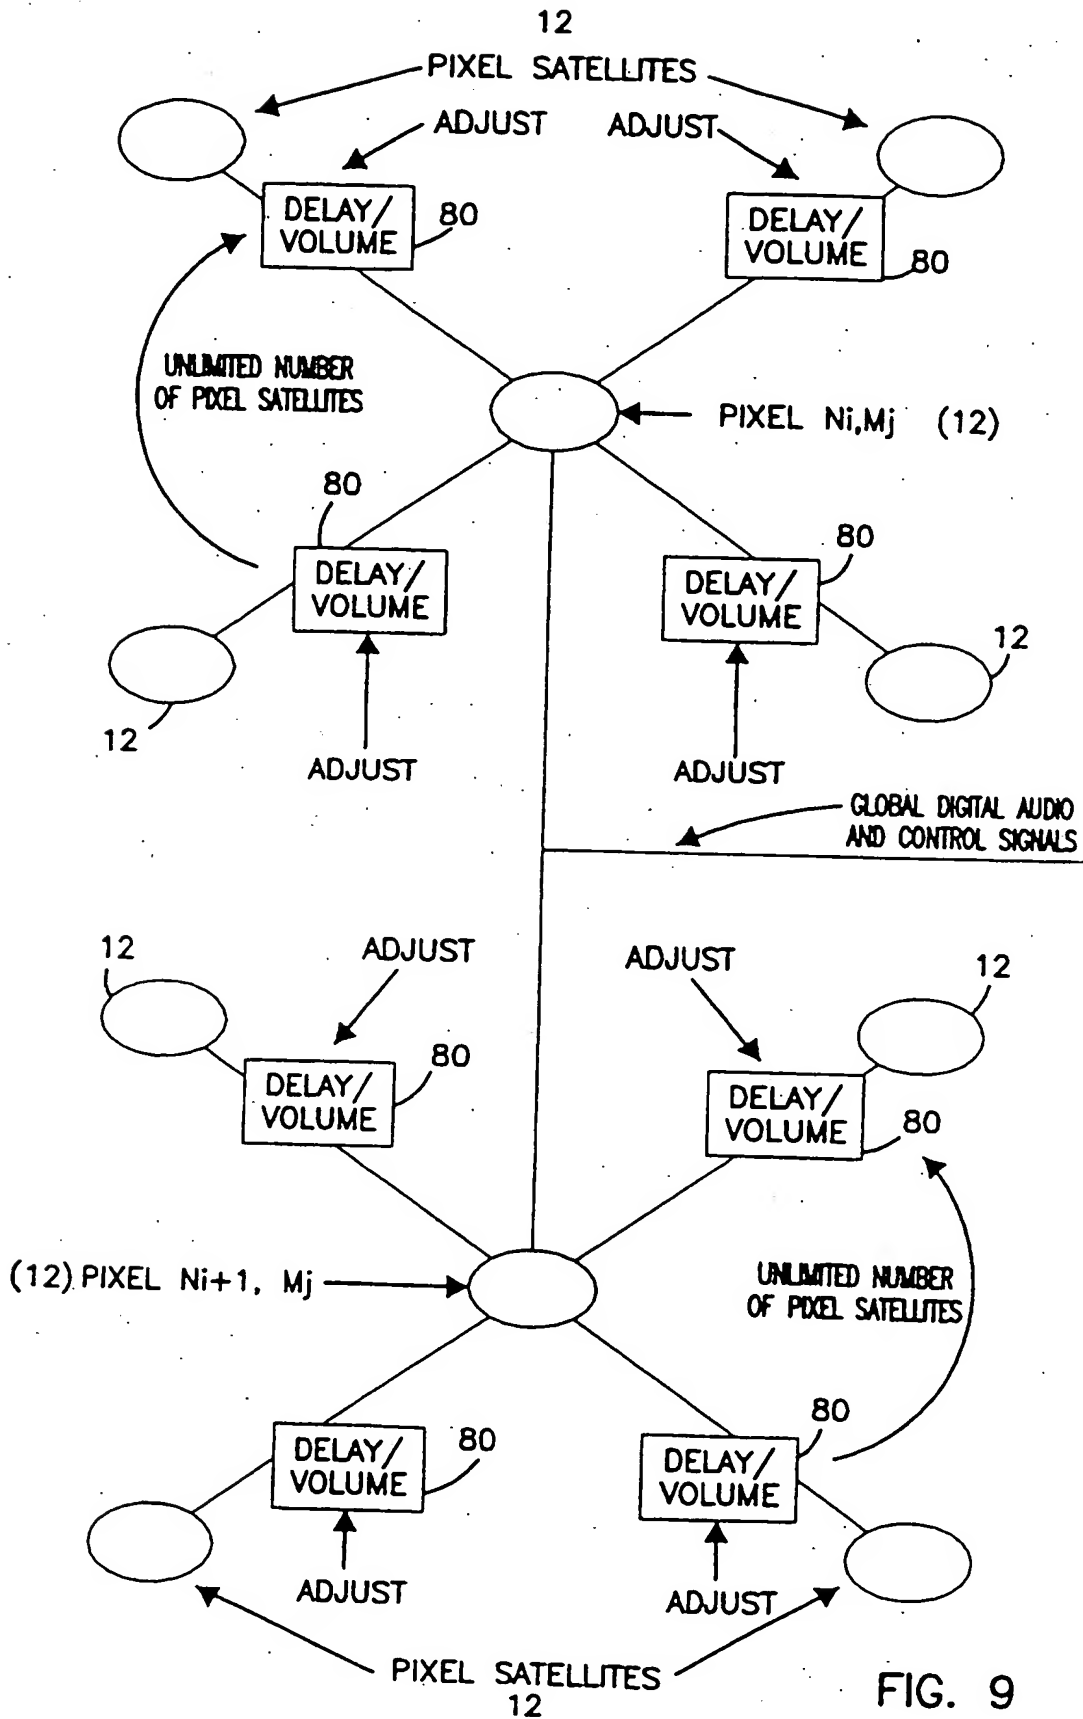 12
PIXEL SATELLITES
ADJUST
ADJUST
DELAY/
VOLUME
80
DELAY/
VOLUME
80
UNLIMITED NUMBER
OF PIXEL SATELLITES
PIXEL Ni,Mj (12)
80
DELAY/
VOLUME
80
DELAY/
VOLUME
12
12
ADJUST
ADJUST
GLOBAL DIGITAL AUDIO
AND CONTROL SIGNALS
12
ADJUST
ADJUST
12
DELAY/
VOLUME
80
DELAY/
VOLUME
80
(12) PIXEL Ni+1, Mj
UNLIMITED NUMBER
OF PIXEL SATELLITES
DELAY/
VOLUME
80
80
DELAY/
VOLUME
ADJUST
ADJUST
PIXEL SATELLITES
12
FIG. 9